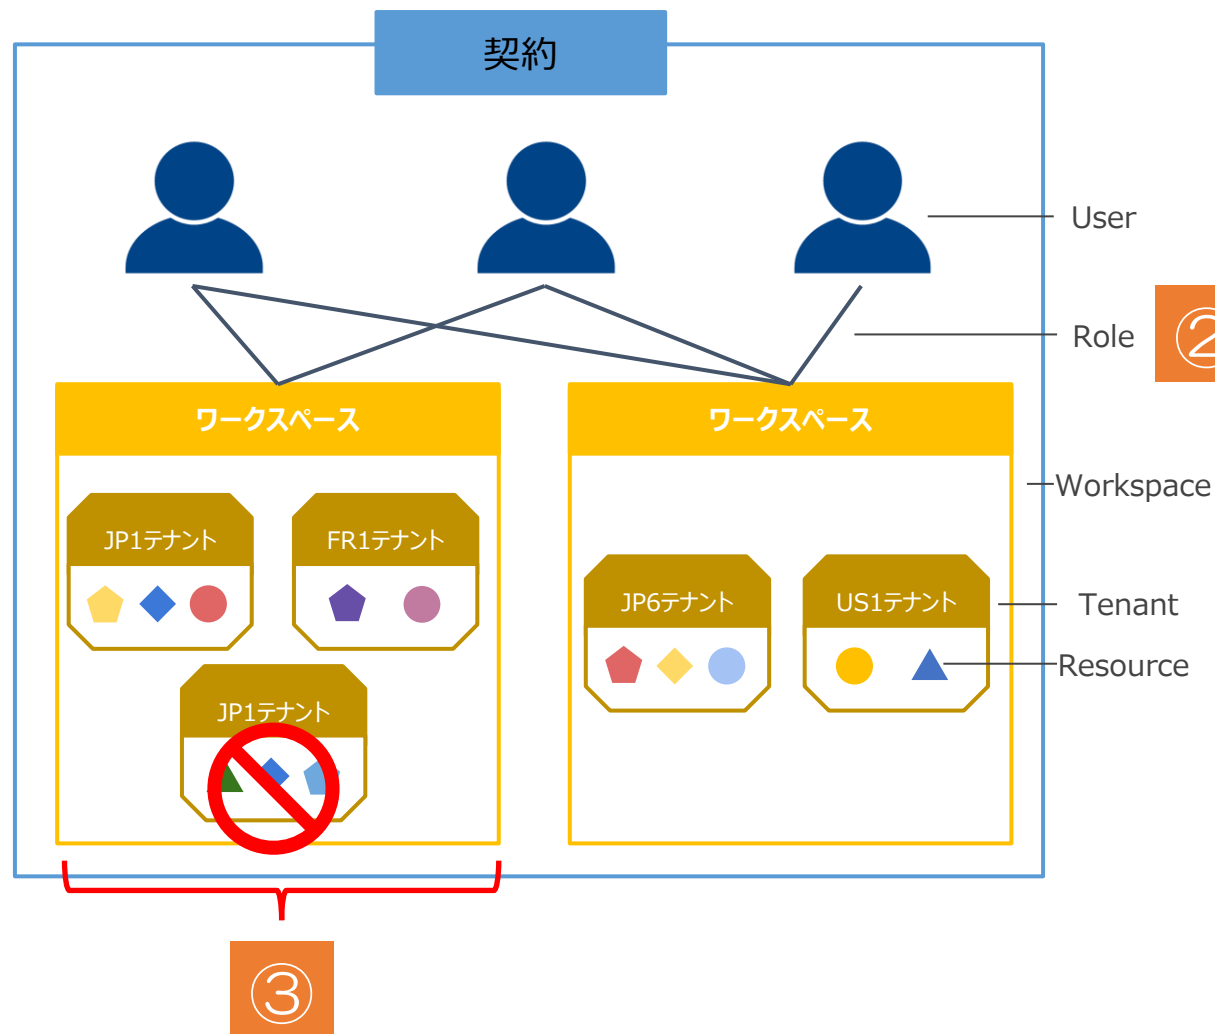 契約
User
Role
②
ワークスペース
ワークスペース
Workspace
JP1テナント
FR1テナント
JP6テナント
US1テナント
Tenant
Resource
JP1テナント
③